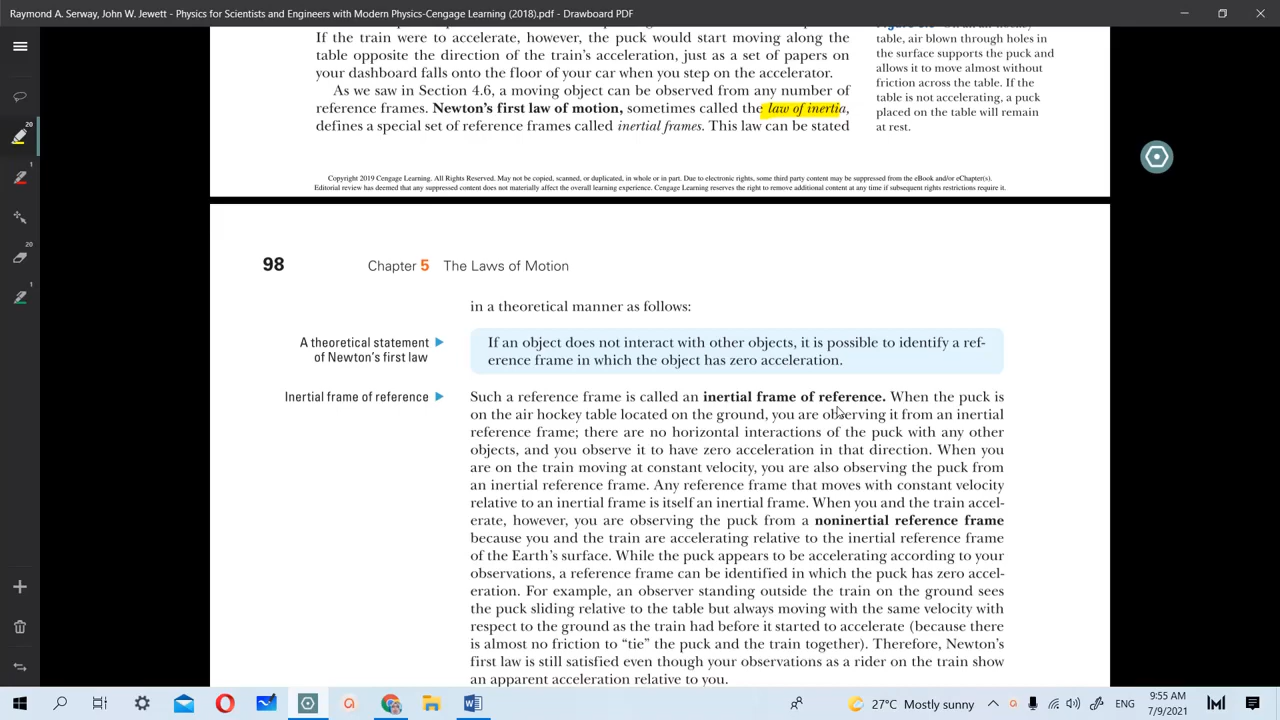 Raymond A. Serway, John W. Jewett - Physics for Scientists and Engineers with Modern Physics-Cengage Learning (2018).pdf - Drawboard PDF
If the train were to accelerate, however, the puck would start moving along the
table opposite the direction of the train's acceleration, just as a set of papers on
your dashboard falls onto the floor of your car when you step on the accelerator.
As we saw in Section 4.6, a moving object can be observed from any number of
reference frames. Newton's first law of motion, sometimes called the law of inertia,
defines a special set of reference frames called inertial frames. This law can be stated
table, air blown through holes in
the surface supports the puck and
allows it to move almost without
friction across the table. If the
table is not accelerating, a puck
placed on the table will remain
at rest.
Copyright 2019 Cengage Learning. All Rights Reserved. May not be copied, scanned, or duplicated, in whole or in part. Due to electronic rights, some third party content may be suppressed from the eBook and/or eChapter(s).
Editorial review has deemed that any suppressed content does not materially affect the overall learning experience. Cengage Learning reserves the right to remove additional content at any time if subsequent rights restrictions require it.
98 Chapter 5 The Laws of Motion
in a theoretical manner as follows:
A theoretical statement
of Newton's first law
If an object does not interact with other objects, it is possible to identify a ref-
erence frame in which the object has zero acceleration.
Inertial frame of reference
Such a reference frame is called an inertial frame of reference. When the puck is
on the air hockey table located on the ground, you are observing it from an inertial
reference frame; there are no horizontal interactions of the puck with any other
objects, and you observe it to have zero acceleration in that direction. When you
are on the train moving at constant velocity, you are also observing the puck from
an inertial reference frame. Any reference frame that moves with constant velocity
relative to an inertial frame is itself an inertial frame. When you and the train accel-
erate, however, you are observing the puck from a noninertial reference frame
because you and the train are accelerating relative to the inertial reference frame
of the Earth's surface. While the puck appears to be accelerating according to your
observations, a reference frame can be identified in which the puck has zero accel-
eration. For example, an observer standing outside the train on the ground sees
the puck sliding relative to the table but always moving with the same velocity with
respect to the ground as the train had before it started to accelerate (because there
is almost no friction to "tie" the puck and the train together). Therefore, Newton's
first law is still satisfied even though your observations as a rider on the train show
an apparent acceleration relative to you.
20
1
20
1
27°C Mostly sunny
ENG
9:55 AM
7/9/2021